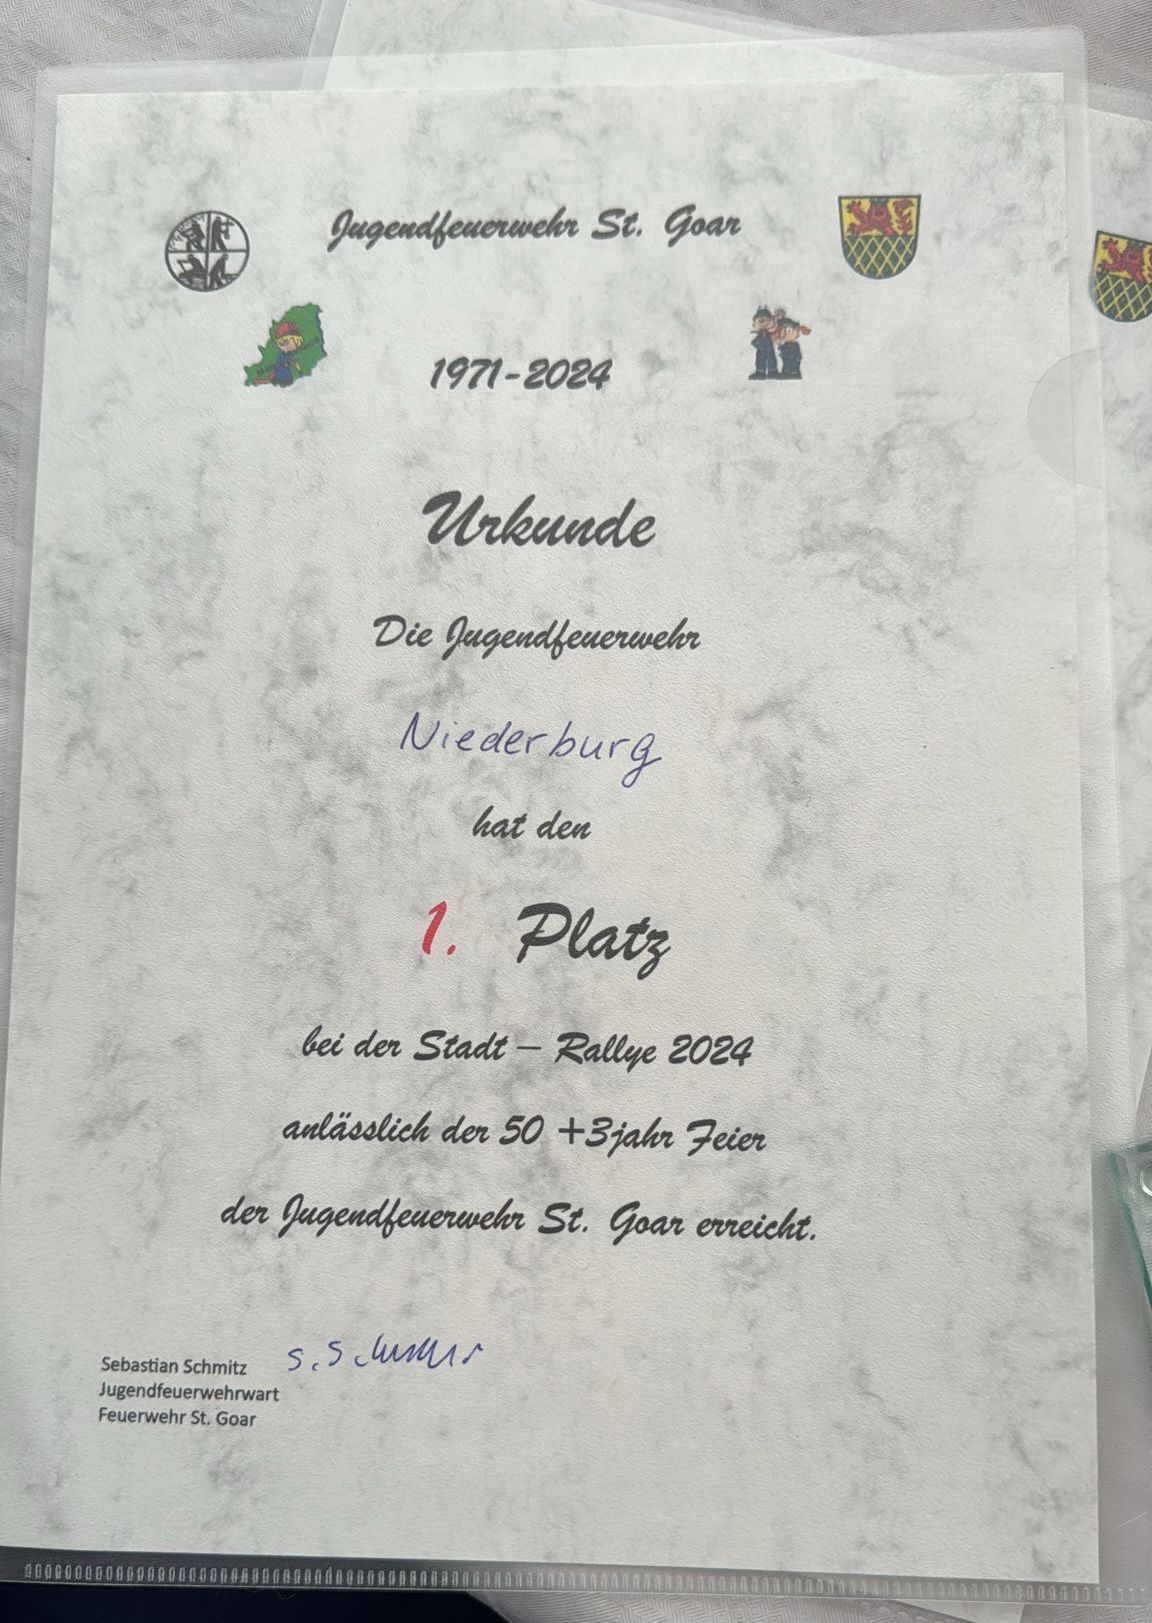 Jugendfeuerwehr St. Goar
1971-2024
Urkunde
Die Jugendfeuerwehr
Niederburg
hat den
1. Platz
bei der Stadt – Rallye 2024
anlässlich der 50 +3jahr Feier
der Jugendfeuerwehr St. Goar erreicht.
Sebastian Schmitz
Jugendfeuerwehrwart
Feuerwehr St. Goar